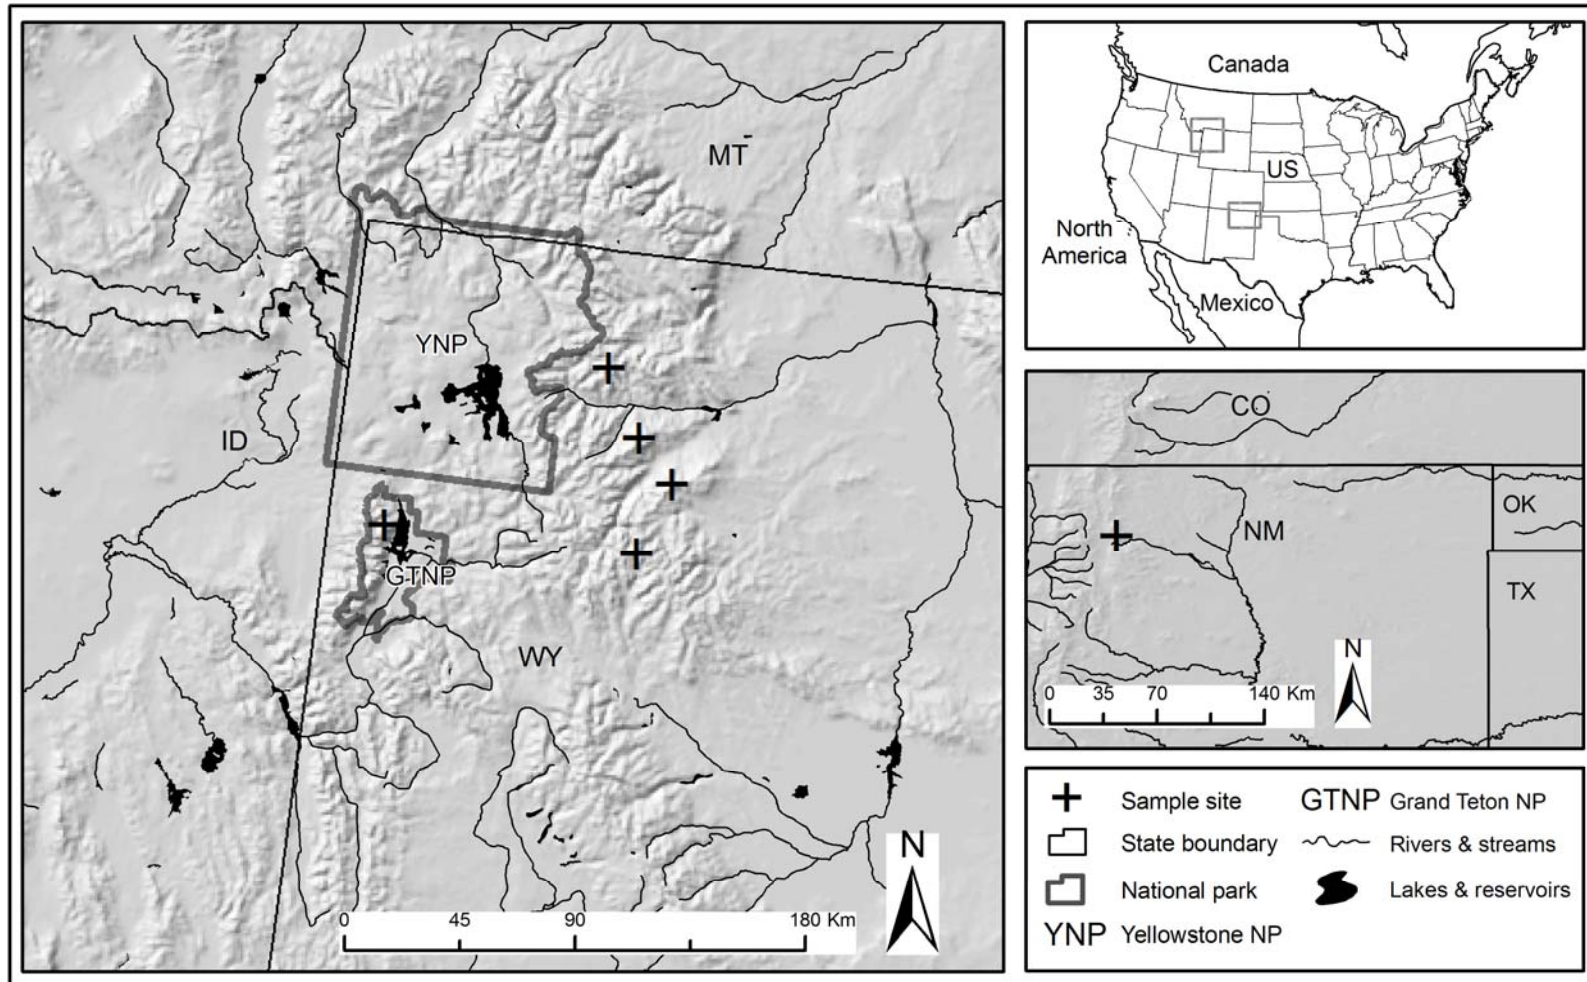 MT
YNP
ID
GTNP
WY
N
0 45 90 180 Km
Canada
US
North
America
Mexico
CO
OK
NM
TX
N
0 35 70 140 Km
Sample site
GTNP Grand Teton NP
State boundary
Rivers & streams
National park
Lakes & reservoirs
YNP Yellowstone NP